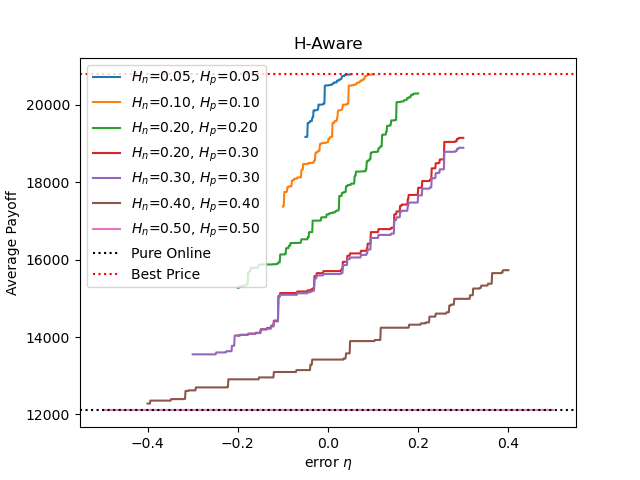 H-Aware
Average Payoff
20000
18000
16000
14000
12000
H_n=0.05, H_p=0.05
H_n=0.10, H_p=0.10
H_n=0.20, H_p=0.20
H_n=0.20, H_p=0.30
H_n=0.30, H_p=0.30
H_n=0.40, H_p=0.40
H_n=0.50, H_p=0.50
Pure Online
Best Price
−0.4 −0.2 0.0 0.2 0.4
error η